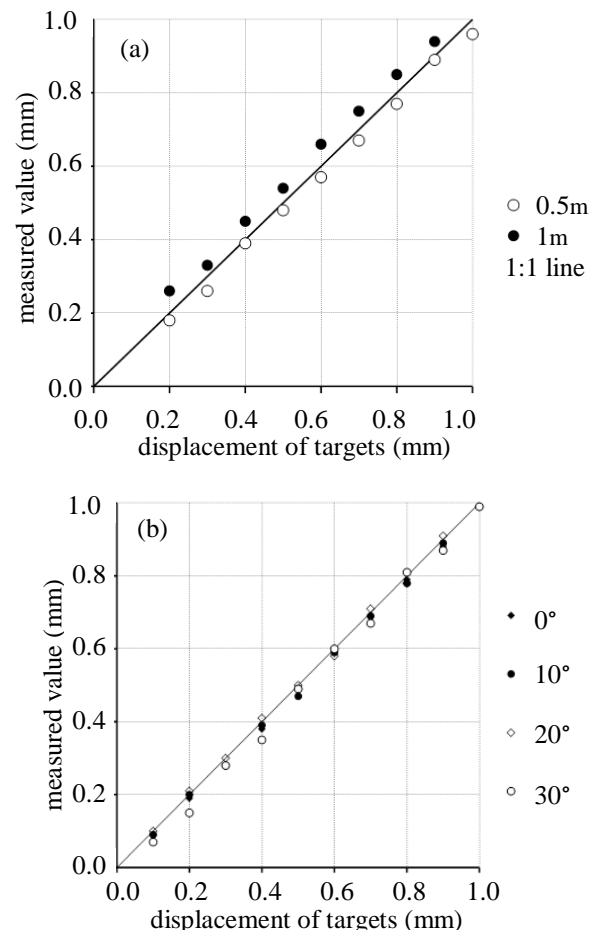 (a)
1.0
0.8
0.6
0.4
0.2
0.0
measured value (mm)
0.0 0.2 0.4 0.6 0.8 1.0
displacement of targets (mm)
0.5m
1m
1:1 line
(b)
1.0
0.8
0.6
0.4
0.2
0.0
measured value (mm)
0.0 0.2 0.4 0.6 0.8 1.0
displacement of targets (mm)
0°
10°
20°
30°